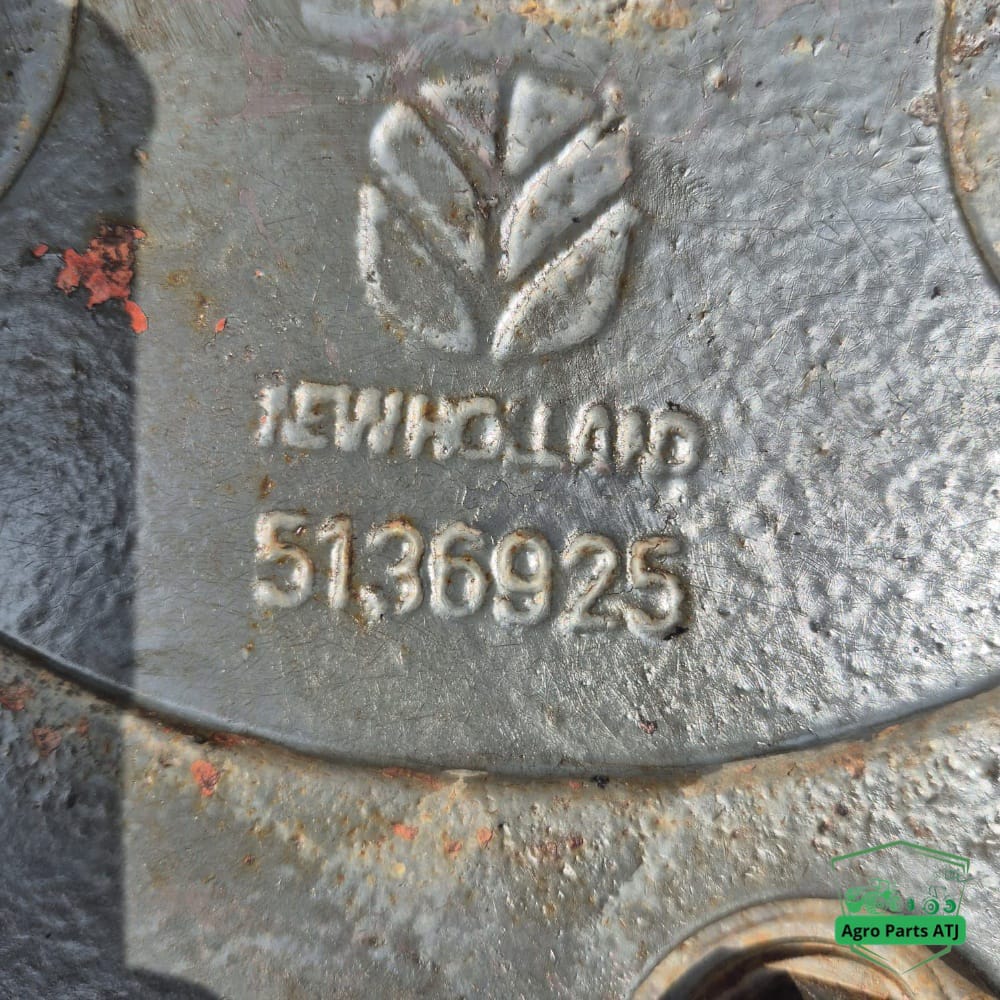 NEWHOLLAND
5136925
Agro Parts ATJ